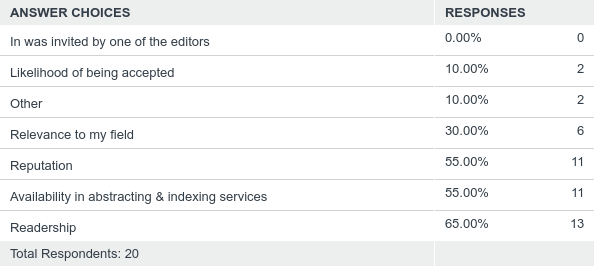 ANSWER CHOICES RESPONSES
In was invited by one of the editors 0.00% 0
Likelihood of being accepted 10.00% 2
Other 10.00% 2
Relevance to my field 30.00% 6
Reputation 55.00% 11
Availability in abstracting & indexing services 55.00% 11
Readership 65.00% 13
Total Respondents: 20